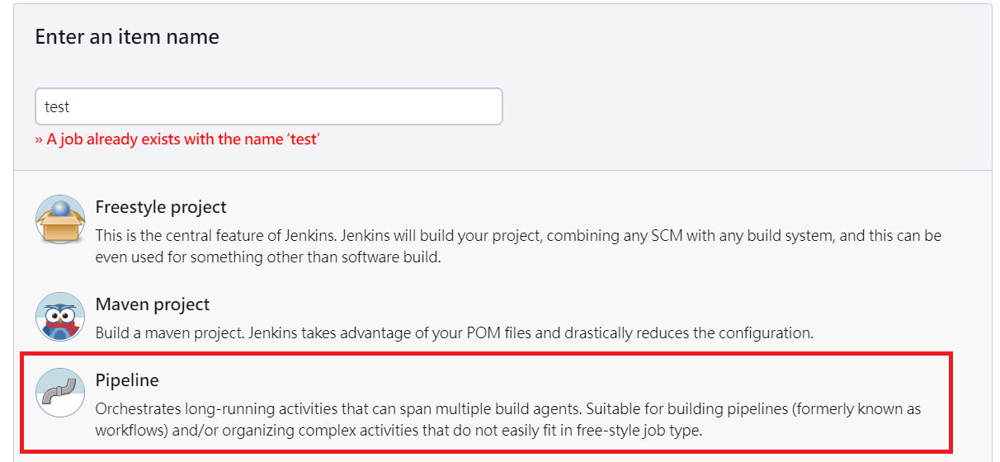 Enter an item name
test
» A job already exists with the name ‘test’
Freestyle project
This is the central feature of Jenkins. Jenkins will build your project, combining any SCM with any build system, and this can be
even used for something other than software build.
Maven project
Build a maven project. Jenkins takes advantage of your POM files and drastically reduces the configuration.
Pipeline
Orchestrates long-running activities that can span multiple build agents. Suitable for building pipelines (formerly known as
workflows) and/or organizing complex activities that do not easily fit in free-style job type.